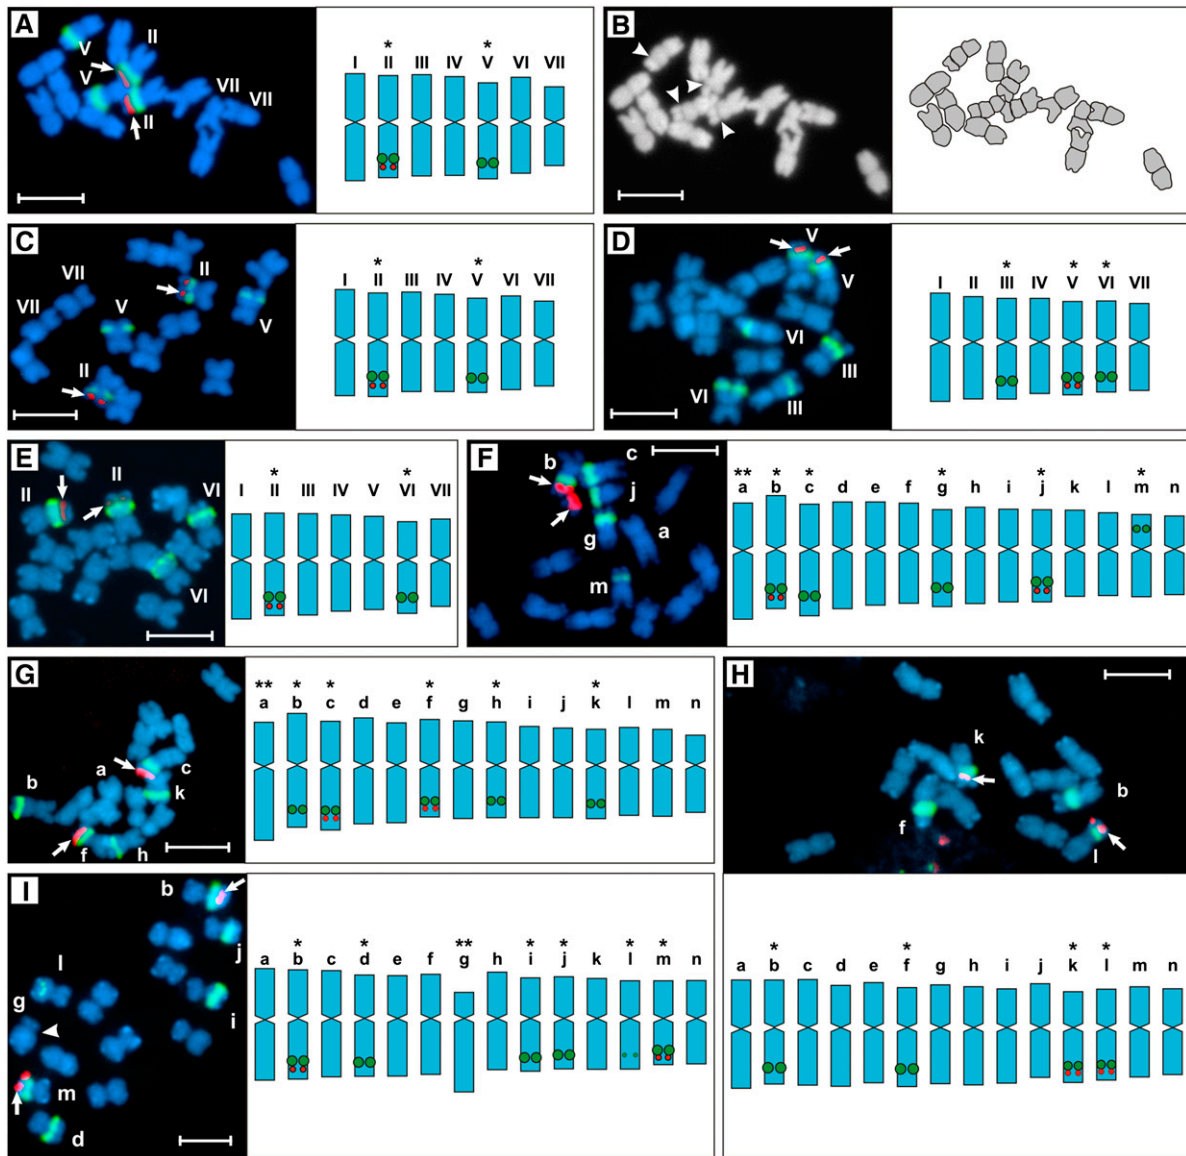 A
V
II
V
VII
VII
II
* *
I II III IV V VI VII
B
C
VII
II
VII
V
V
II
* *
I II III IV V VI VII
D
V
V
VI
III
VI
III
* * *
I II III IV V VI VII
E
II
II
VI
VI
* *
I II III IV V VI VII
F
b
c
j
a
g
m
** * * * * *
a b c d e f g h i j k l m n
G
a
c
b
k
f
h
** * * * * *
a b c d e f g h i j k l m n
H
k
b
f
l
* * * *
a b c d e f g h i j k l m n
I
b
j
l
g
i
m
d
* * ** * * * *
a b c d e f g h i j k l m n